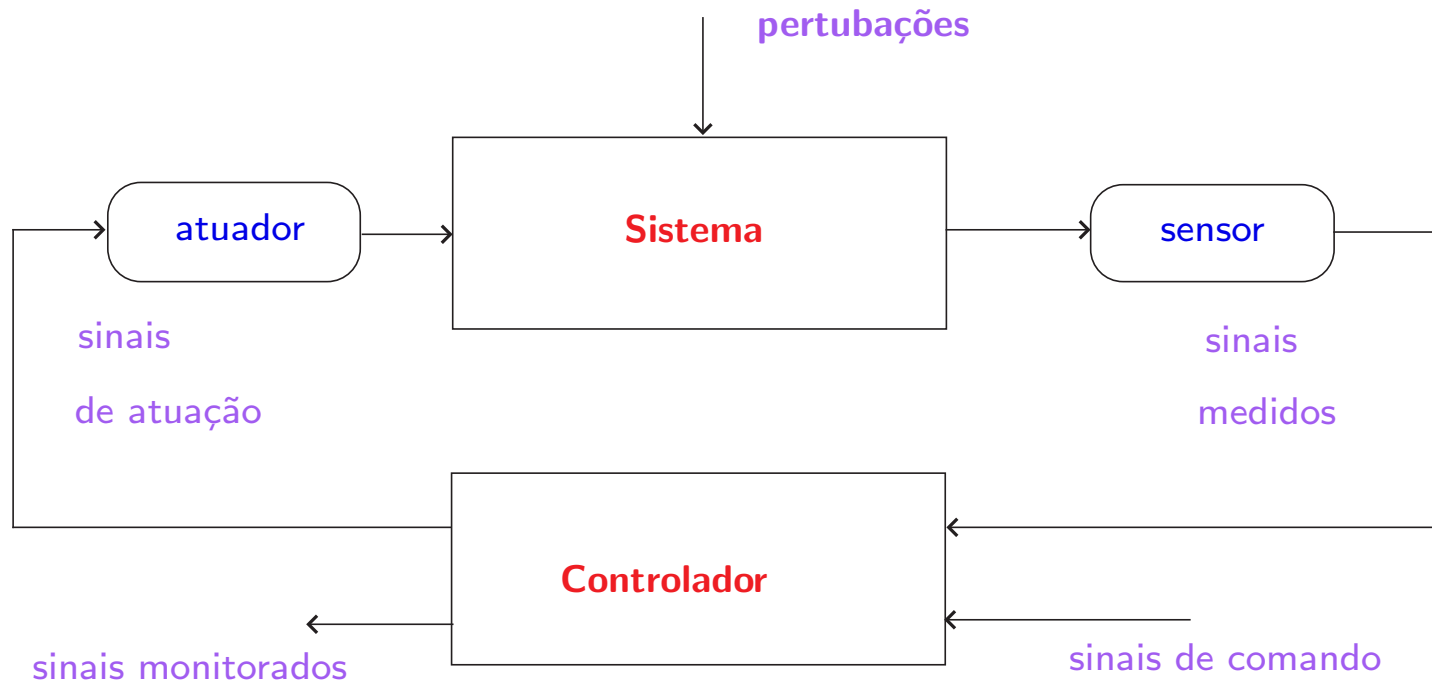 pertubações
atuador
Sistema
sensor
sinais
de atuação
sinais
medidos
Controlador
sinais monitorados
sinais de comando